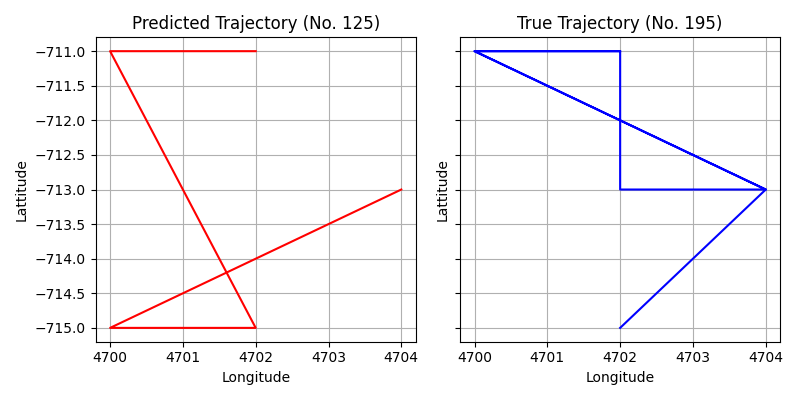 Predicted Trajectory (No. 125)
True Trajectory (No. 195)
−711.0
−711.5
−712.0
−712.5
−713.0
−713.5
−714.0
−714.5
−715.0
Lattitude
Lattitude
4700 4701 4702 4703 4704
4700 4701 4702 4703 4704
Longitude
Longitude